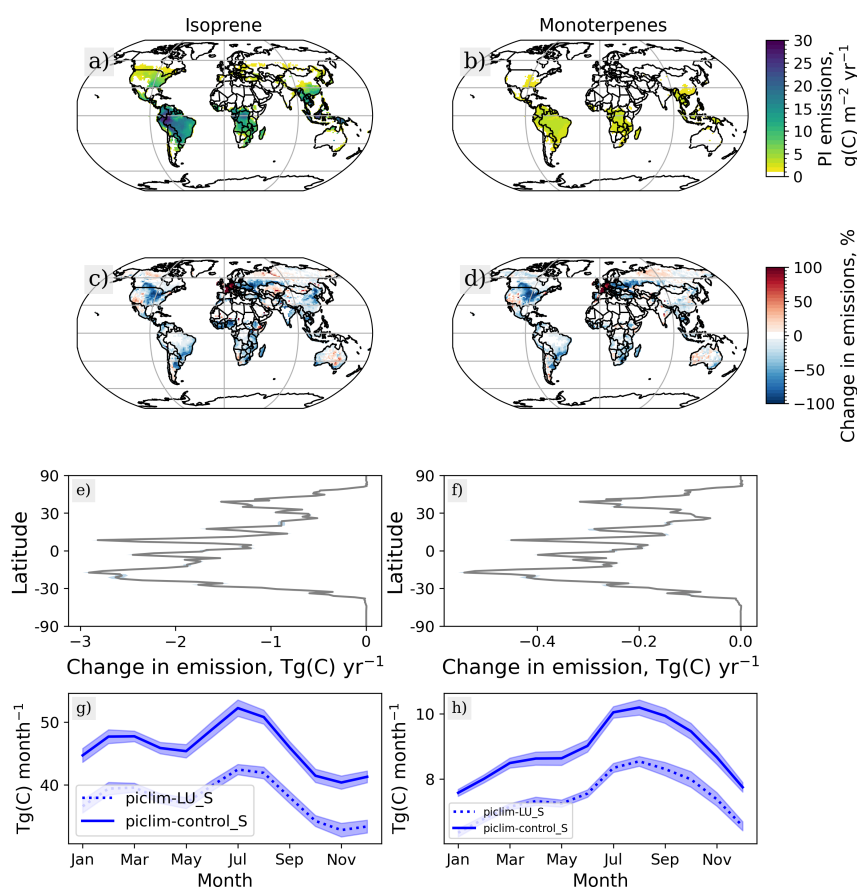 Isoprene
Monoterpenes
a)
b)
30
25
20
15
10
5
0
PI emissions,
g(C) m⁻² yr⁻¹
c)
d)
100
50
0
−50
−100
Change in emissions, %
e)
90
30
0
-30
-90
Latitude
−3
−2
−1
0
Change in emission, Tg(C) yr⁻¹
f)
90
30
0
-30
-90
Latitude
−0.4
−0.2
0.0
Change in emission, Tg(C) yr⁻¹
g)
50
40
Tg(C) month⁻¹
piclim-LU_S
piclim-control_S
Jan
Mar
May
Jul
Sep
Nov
Month
h)
10
8
Tg(C) month⁻¹
piclim-LU_S
piclim-control_S
Jan
Mar
May
Jul
Sep
Nov
Month